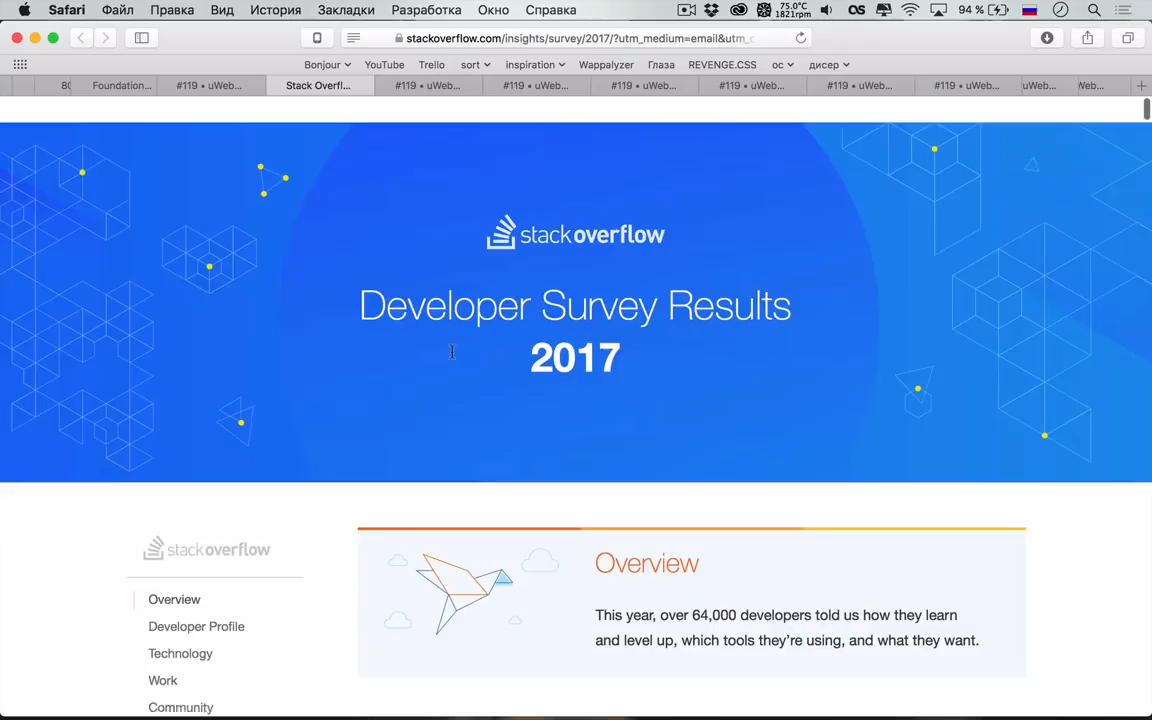 Safari Файл Правка Вид История Закладки Разработка Окно Справка 75.0°C 1821rpm OS 94 %
stackoverflow.com/insights/survey/2017/?utm_medium=email&utm_c
Bonjour YouTube Trello sort inspiration Wappalyzer Глаза REVENGE.CSS ос дисер
80 Foundation... #119 • uWeb... Stack Overfl... #119 • uWeb... #119 • uWeb... #119 • uWeb... #119 • uWeb... #119 • uWeb... #119 • uWeb... uWeb... Web...
stackoverflow
Developer Survey Results
2017
stackoverflow
Overview
Developer Profile
Technology
Work
Community
Overview
This year, over 64,000 developers told us how they learn
and level up, which tools they're using, and what they want.